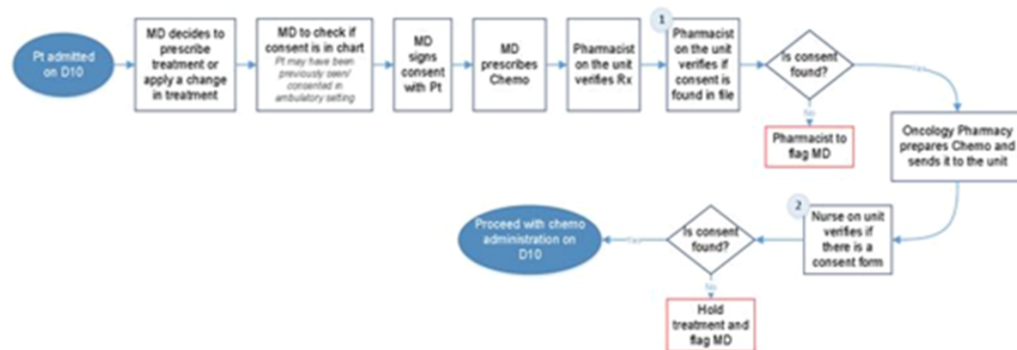 Pt admitted
on D10
MD decides to
prescribe
treatment or
apply a change
in treatment
MD to check if
consent is in chart
Pt may have been
previously seen/
consented in
ambulatory setting
MD
signs
consent
with Pt
MD
prescribes
Chemo
Pharmacist
on the unit
verifies Rx
1
Pharmacist
on the unit
verifies if
consent is
found in file
Is consent
found?
Yes
No
Pharmacist to
flag MD
Oncology Pharmacy
prepares Chemo and
sends it to the unit
2
Nurse on unit
verifies if
there is a
consent form
Is consent
found?
Yes
No
Hold
treatment and
flag MD
Proceed with chemo
administration on
D10